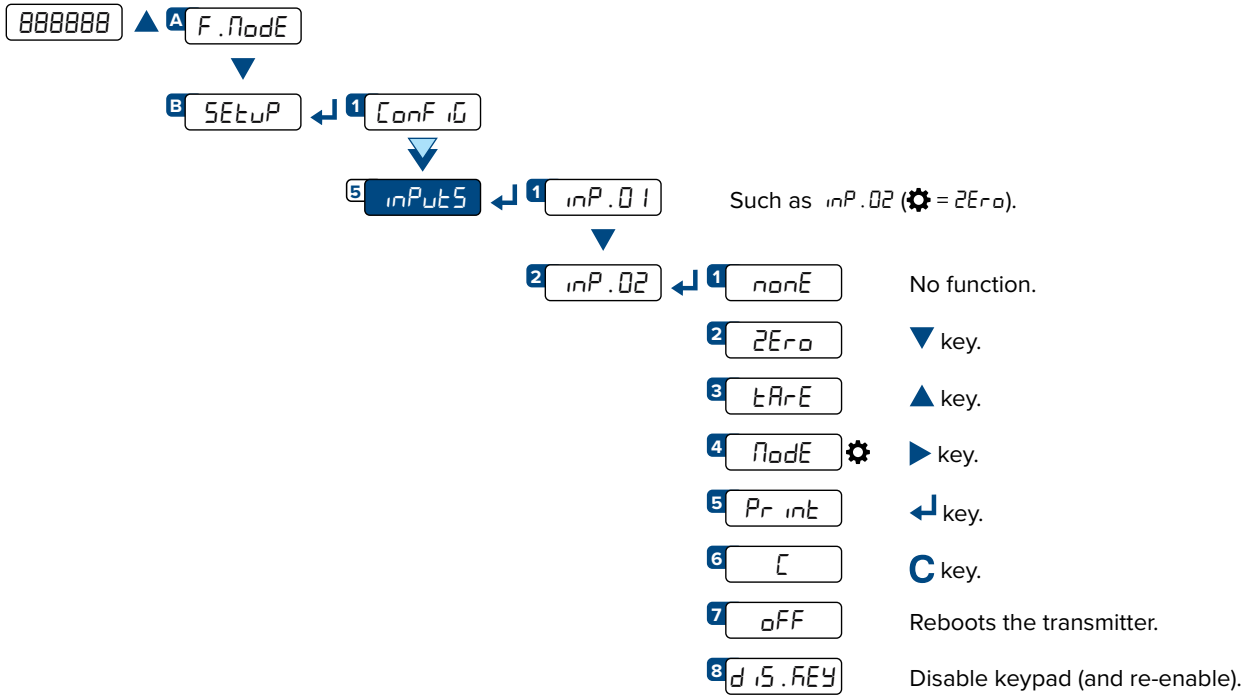 888888 A F.ModE
B SEtuP 1 ConFiG
5 inPutS 1 inP.01 Such as inP.02 (⚙ = ZEro).
2 inP.02 1 nonE No function.
2 ZEro ▼ key.
3 tArE ▲ key.
4 ModE ⚙ ▶ key.
5 Print ↵ key.
6 C C key.
7 oFF Reboots the transmitter.
8 diS.KEY Disable keypad (and re-enable).